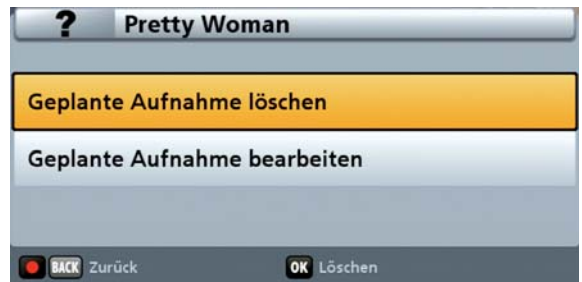 ? Pretty Woman
Geplante Aufnahme löschen
Geplante Aufnahme bearbeiten
BACK Zurück OK Löschen